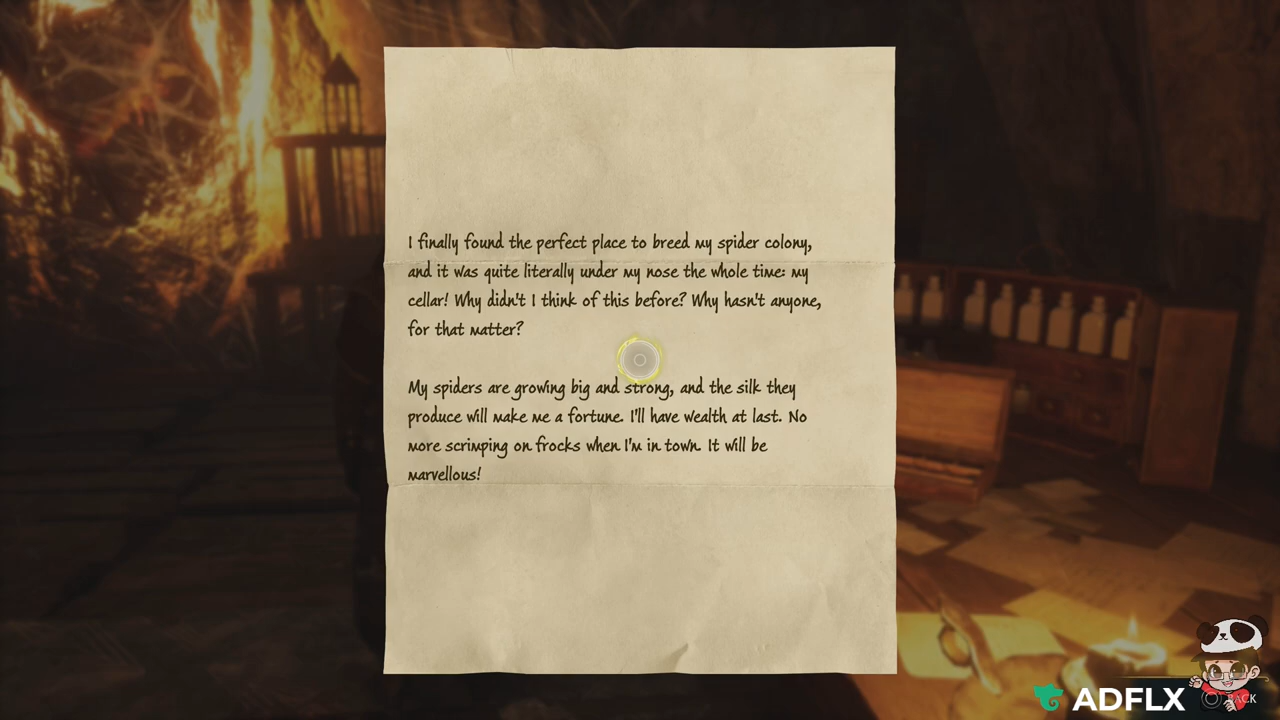 I finally found the perfect place to breed my spider colony,
and it was quite literally under my nose the whole time: my
cellar! Why didn't I think of this before? Why hasn't anyone,
for that matter?
My spiders are growing big and strong, and the silk they
produce will make me a fortune. I'll have wealth at last. No
more scrimping on frocks when I'm in town. It will be
marvellous!
ADFLX
BACK